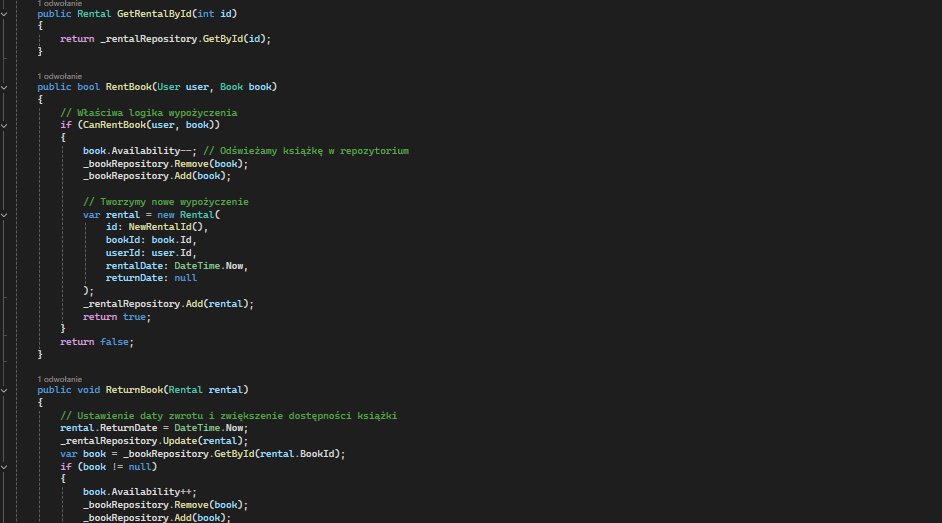 1 odwołanie
public Rental GetRentalById(int id)
{
return _rentalRepository.GetById(id);
}
1 odwołanie
public bool RentBook(User user, Book book)
{
// Właściwa logika wypożyczenia
if (CanRentBook(user, book))
{
book.Availability--; // Odświeżamy książkę w repozytorium
_bookRepository.Remove(book);
_bookRepository.Add(book);
// Tworzymy nowe wypożyczenie
var rental = new Rental(
id: NewRentalId(),
bookId: book.Id,
userId: user.Id,
rentalDate: DateTime.Now,
returnDate: null
);
_rentalRepository.Add(rental);
return true;
}
return false;
}
1 odwołanie
public void ReturnBook(Rental rental)
{
// Ustawienie daty zwrotu i zwiększenie dostępności książki
rental.ReturnDate = DateTime.Now;
_rentalRepository.Update(rental);
var book = _bookRepository.GetById(rental.BookId);
if (book != null)
{
book.Availability++;
_bookRepository.Remove(book);
_bookRepository.Add(book);